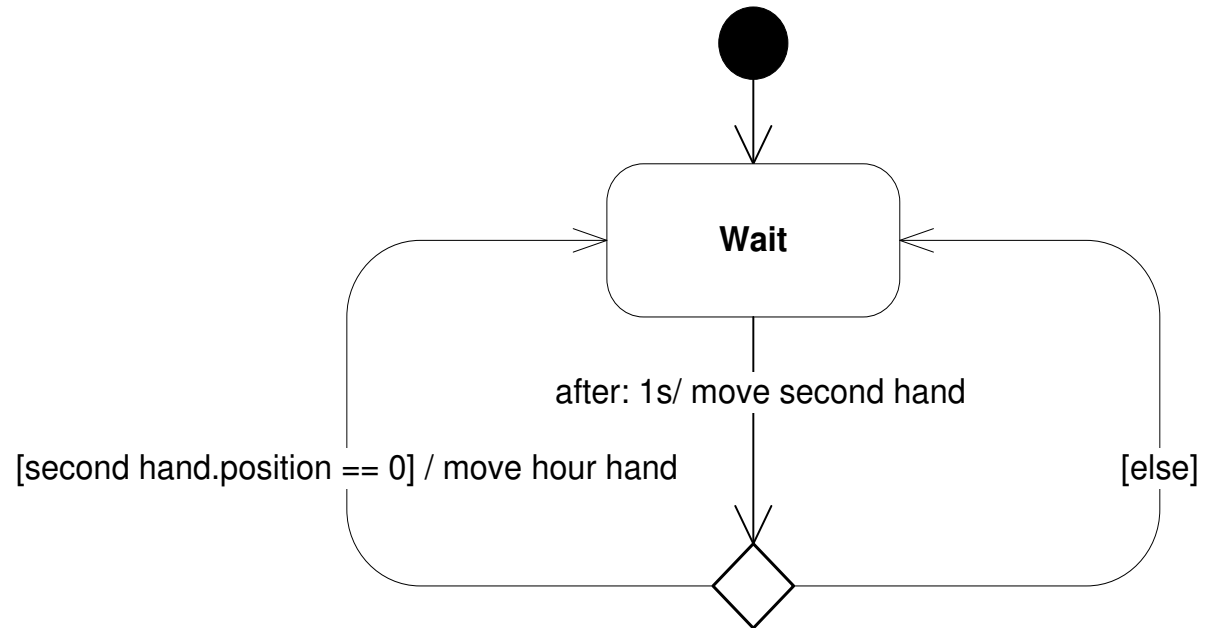 Wait
after: 1s/ move second hand
[second hand.position == 0] / move hour hand
[else]